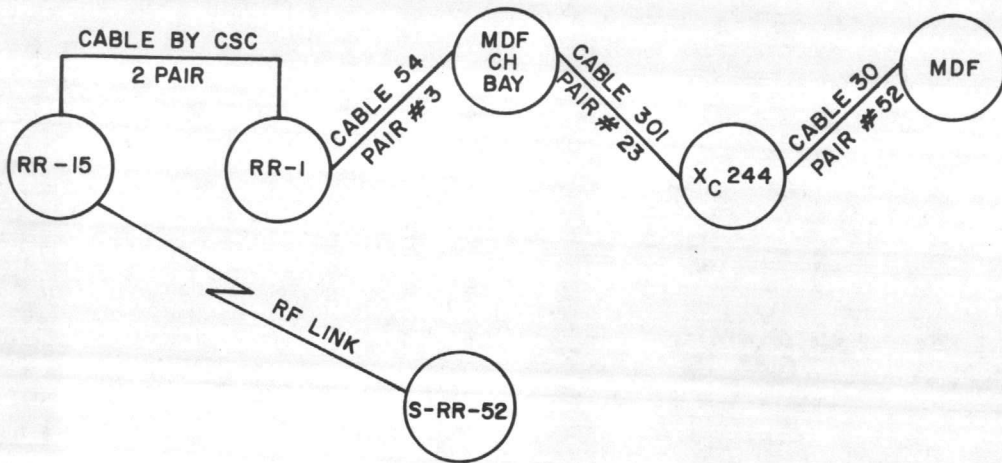 CABLE BY CSC
2 PAIR
RR-15
RR-1
CABLE 54
PAIR #3
MDF
CH
BAY
CABLE 301
PAIR # 23
XC 244
CABLE 30
PAIR #52
MDF
RF LINK
S-RR-52